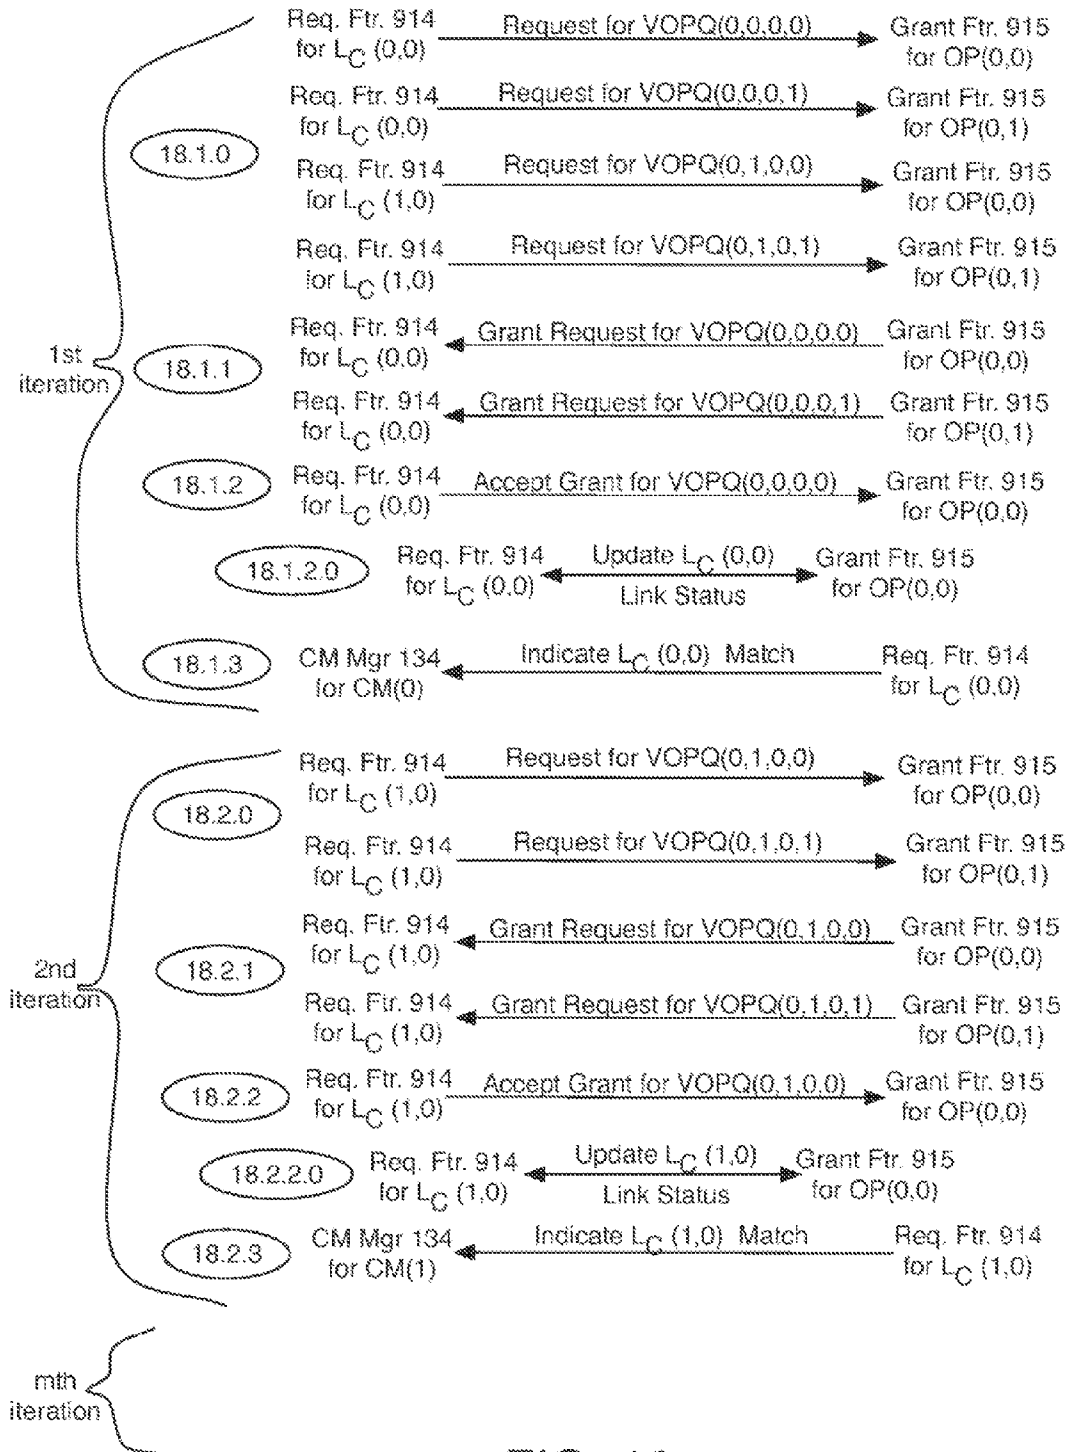 Req. Ftr. 914 Request for VOPQ(0,0,0,0) Grant Ftr. 915
for LC (0,0) for OP(0,0)
Req. Ftr. 914 Request for VOPQ(0,0,0,1) Grant Ftr. 915
for LC (0,0) for OP(0,1)
18.1.0
Req. Ftr. 914 Request for VOPQ(0,1,0,0) Grant Ftr. 915
for LC (1,0) for OP(0,0)
Req. Ftr. 914 Request for VOPQ(0,1,0,1) Grant Ftr. 915
for LC (1,0) for OP(0,1)
1st
iteration
18.1.1
Req. Ftr. 914 Grant Request for VOPQ(0,0,0,0) Grant Ftr. 915
for LC (0,0) for OP(0,0)
Req. Ftr. 914 Grant Request for VOPQ(0,0,0,1) Grant Ftr. 915
for LC (0,0) for OP(0,1)
18.1.2 Req. Ftr. 914 Accept Grant for VOPQ(0,0,0,0) Grant Ftr. 915
for LC (0,0) for OP(0,0)
18.1.2.0 Req. Ftr. 914 Update LC (0,0) Grant Ftr. 915
for LC (0,0) Link Status for OP(0,0)
18.1.3 CM Mgr 134 Indicate LC (0,0) Match Req. Ftr. 914
for CM(0) for LC (0,0)
Req. Ftr. 914 Request for VOPQ(0,1,0,0) Grant Ftr. 915
for LC (1,0) for OP(0,0)
18.2.0
Req. Ftr. 914 Request for VOPQ(0,1,0,1) Grant Ftr. 915
for LC (1,0) for OP(0,1)
2nd
iteration
18.2.1
Req. Ftr. 914 Grant Request for VOPQ(0,1,0,0) Grant Ftr. 915
for LC (1,0) for OP(0,0)
Req. Ftr. 914 Grant Request for VOPQ(0,1,0,1) Grant Ftr. 915
for LC (1,0) for OP(0,1)
18.2.2 Req. Ftr. 914 Accept Grant for VOPQ(0,1,0,0) Grant Ftr. 915
for LC (1,0) for OP(0,0)
18.2.2.0 Req. Ftr. 914 Update LC (1,0) Grant Ftr. 915
for LC (1,0) Link Status for OP(0,0)
18.2.3 CM Mgr 134 Indicate LC (1,0) Match Req. Ftr. 914
for CM(1) for LC (1,0)
mth
iteration